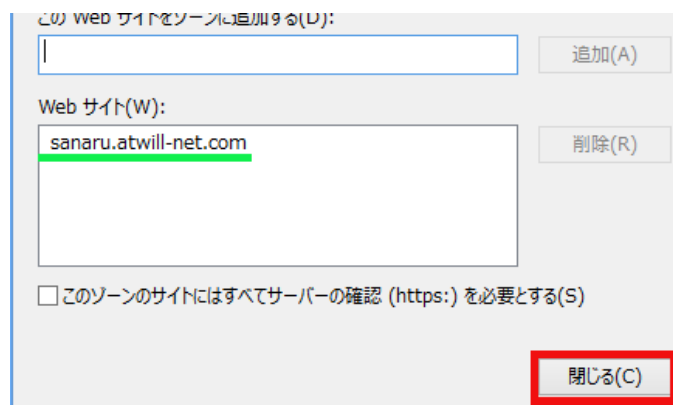 この Web サイトをゾーンに追加する(D):
追加(A)
Web サイト(W):
sanaru.atwill-net.com
削除(R)
このゾーンのサイトにはすべてサーバーの確認 (https:) を必要とする(S)
閉じる(C)